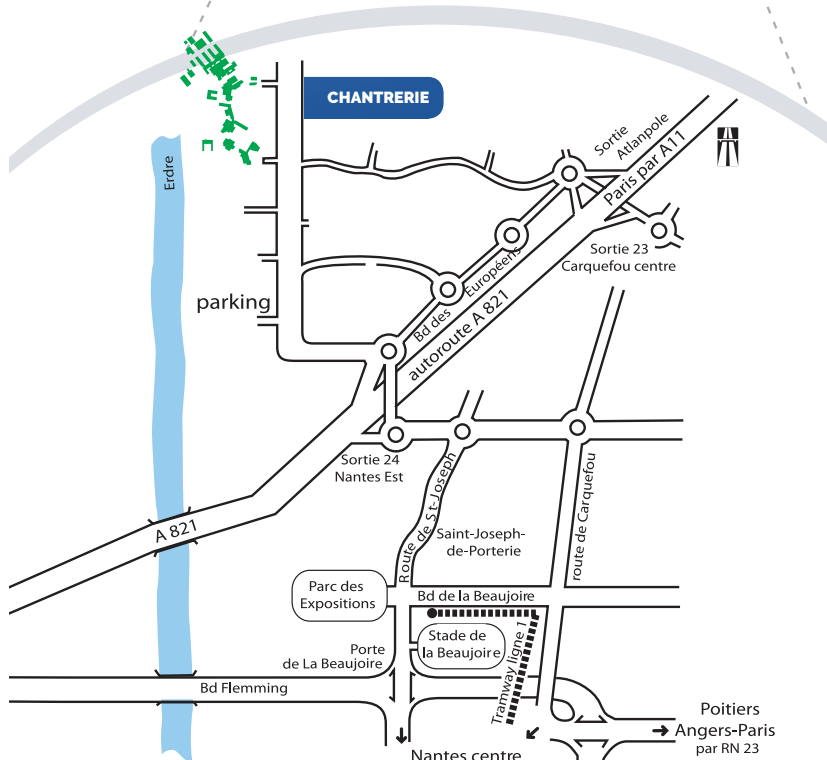 CHANTRERIE
Sortie
Atlanpole
Paris par A11
Erdre
Sortie 23
Carquefou centre
parking
Bd des Européens
autoroute A 821
Sortie 24
Nantes Est
Route de St-Joseph
route de Carquefou
A 821
Saint-Joseph-
de-Porterie
Parc des
Expositions
Bd de la Beaujoire
Stade de
la Beaujoire
Porte
de La Beaujoire
Tramway ligne 1
Bd Flemming
Poitiers
Angers-Paris
par RN 23
Nantes centre